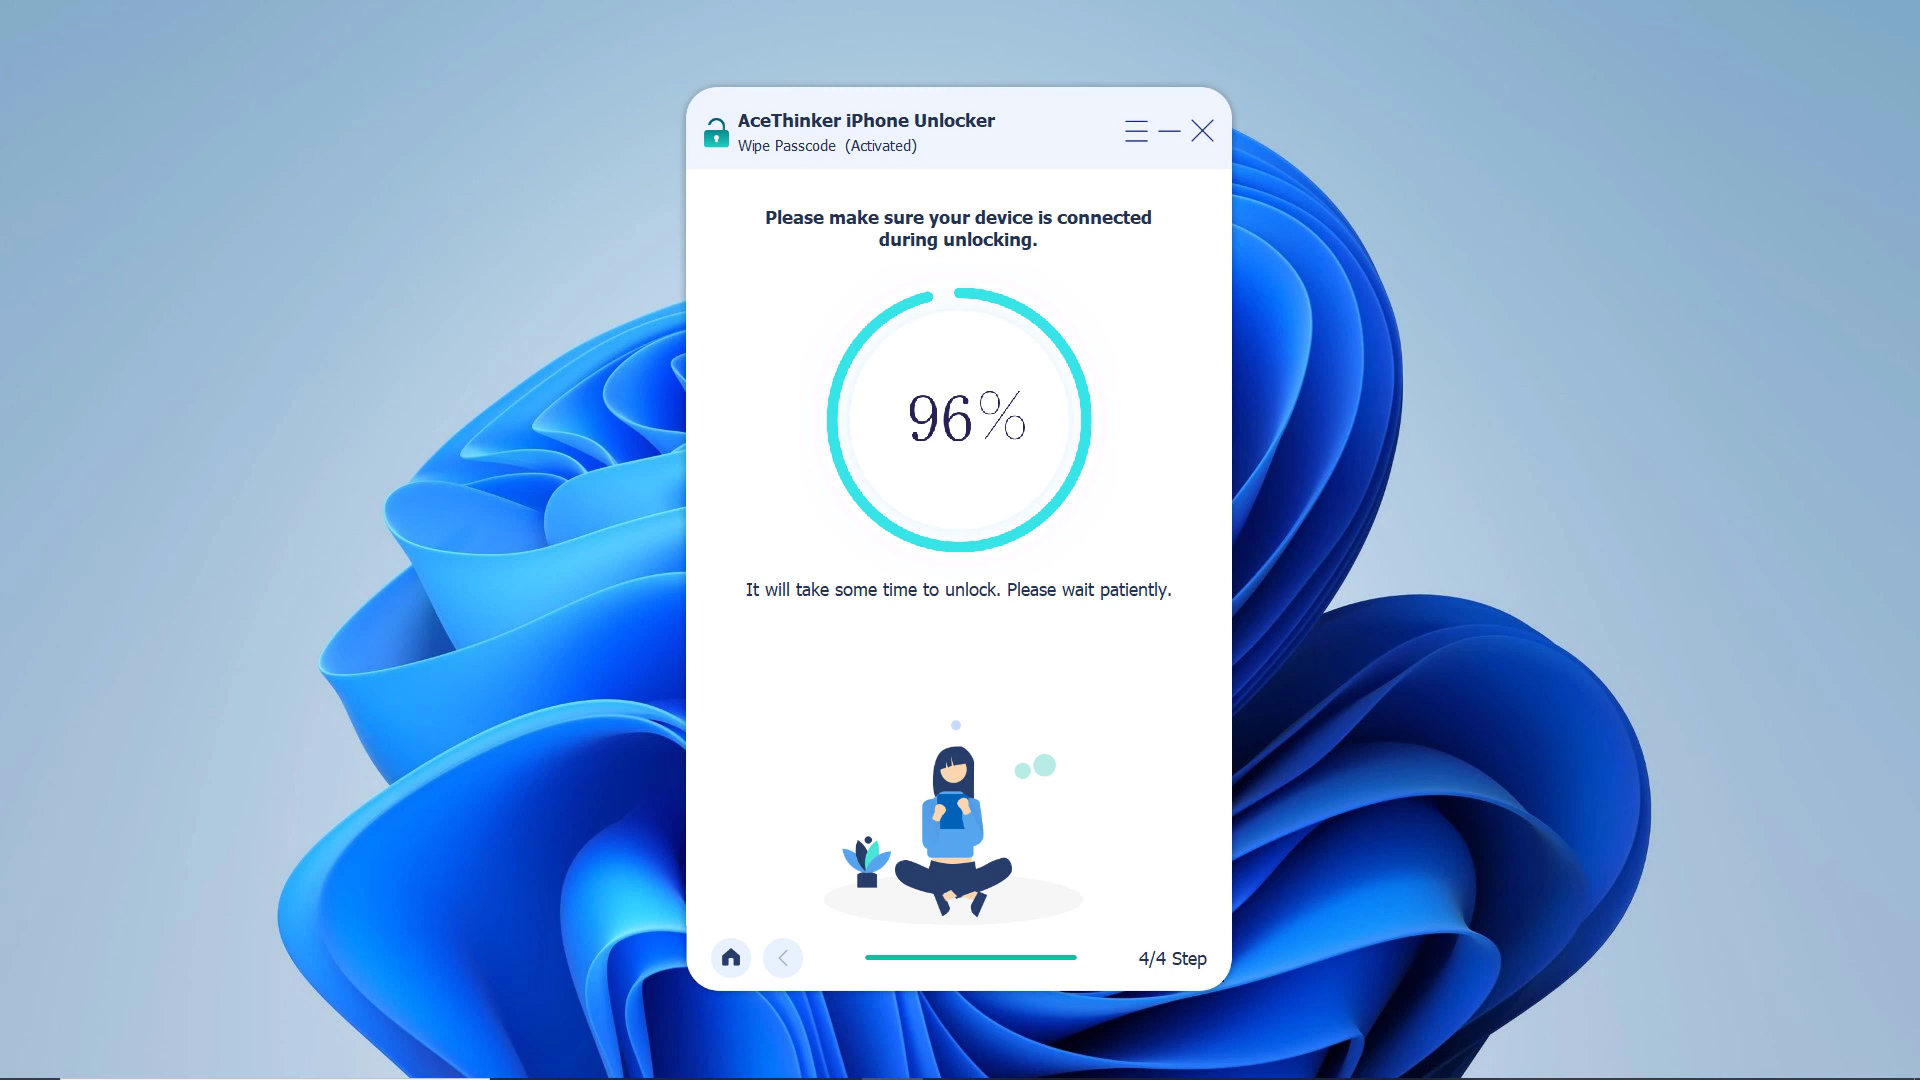 AceThinker iPhone Unlocker
Wipe Passcode (Activated)
Please make sure your device is connected
during unlocking.
96%
It will take some time to unlock. Please wait patiently.
4/4 Step